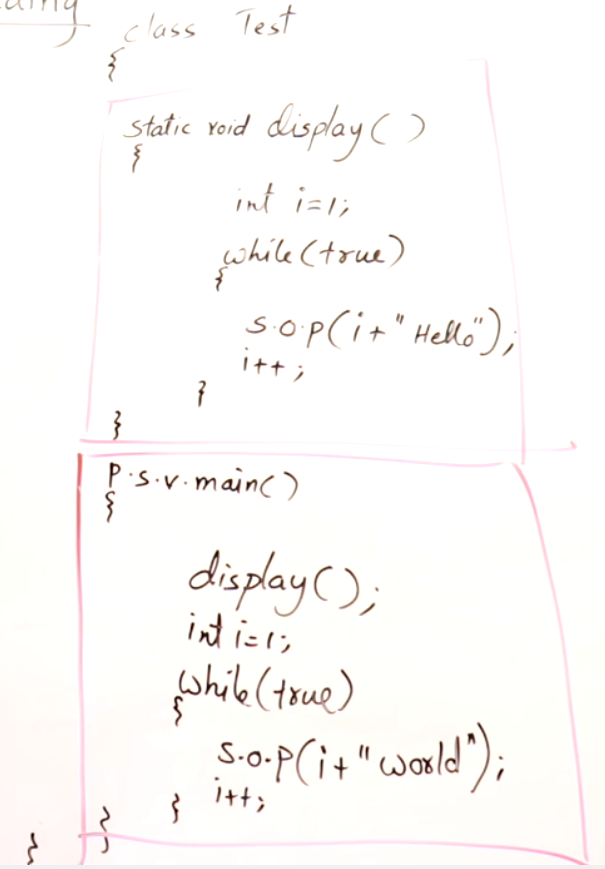 class Test
{
static void display()
{
int i=1;
while(true)
{
S.O.P(i+"Hello");
i++;
}
}
P.S.V.main()
{
display();
int i=1;
while(true)
{
S.O.P(i+"world");
i++;
}
}
}